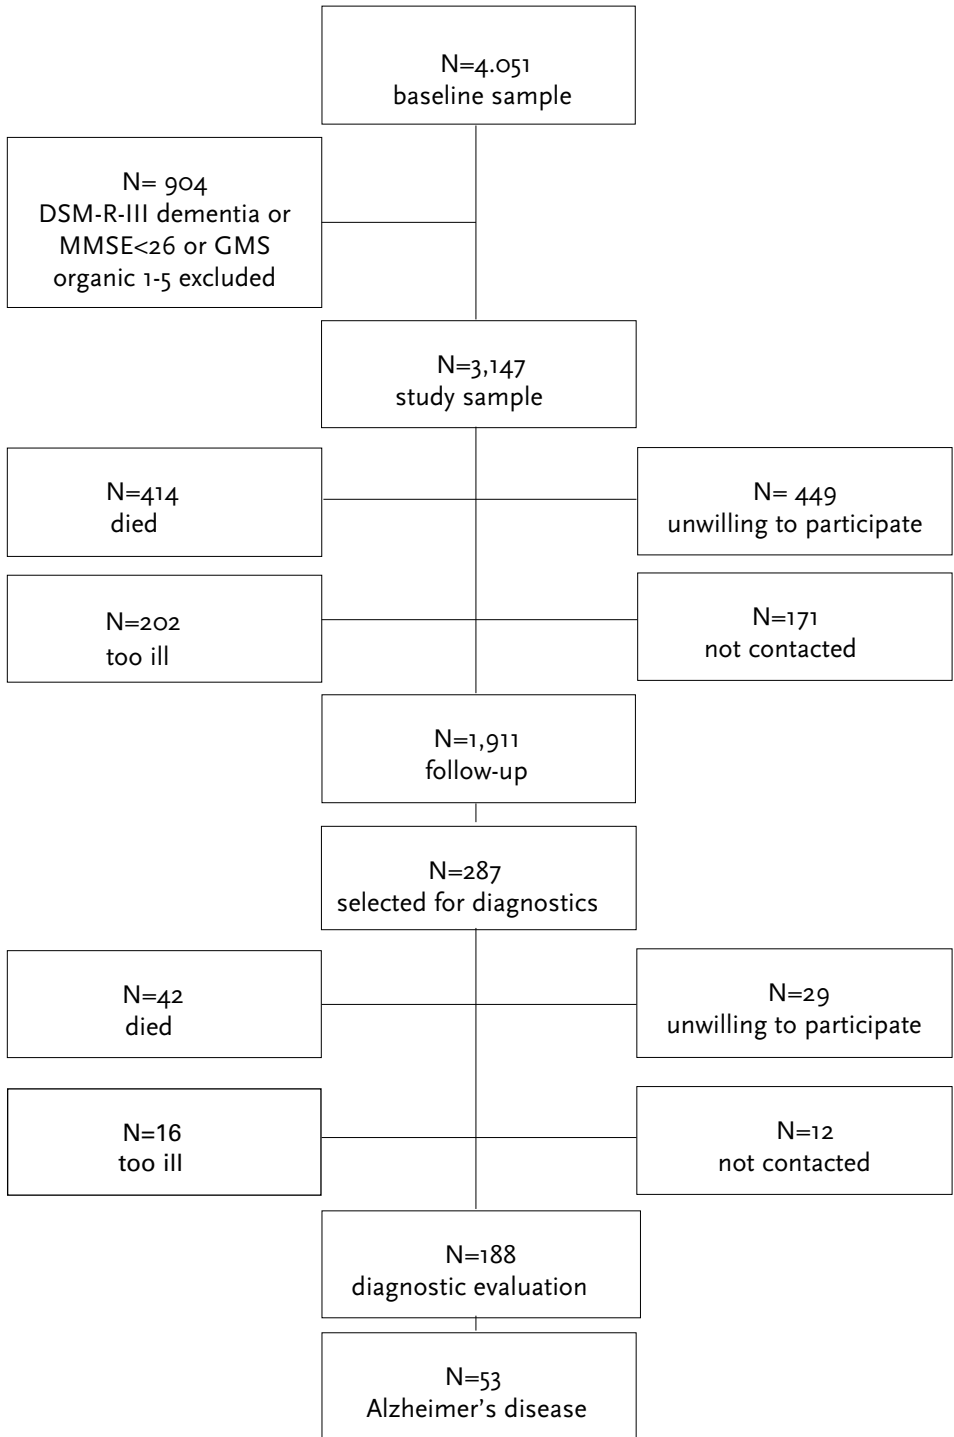 N=4.051
baseline sample
N= 904
DSM-R-III dementia or
MMSE<26 or GMS
organic 1-5 excluded
N=3,147
study sample
N=414
died
N= 449
unwilling to participate
N=202
too ill
N=171
not contacted
N=1,911
follow-up
N=287
selected for diagnostics
N=42
died
N=29
unwilling to participate
N=16
too ill
N=12
not contacted
N=188
diagnostic evaluation
N=53
Alzheimer’s disease